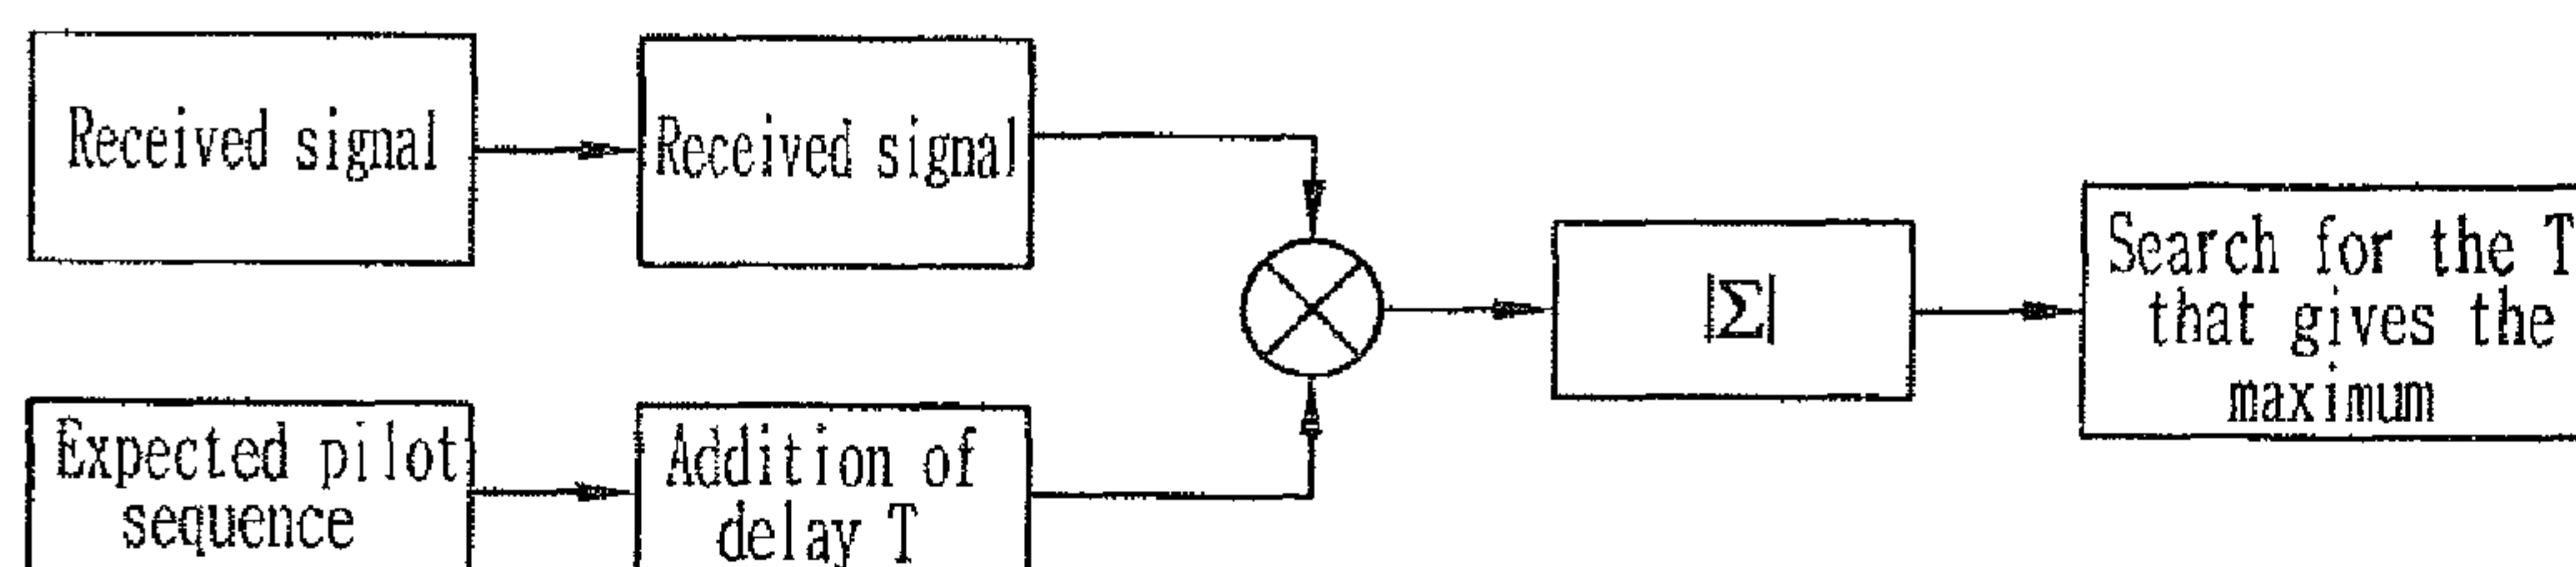 Received signal
Received signal
|Σ|
Search for the T
that gives the
maximum
Expected pilot
sequence
Addition of
delay T